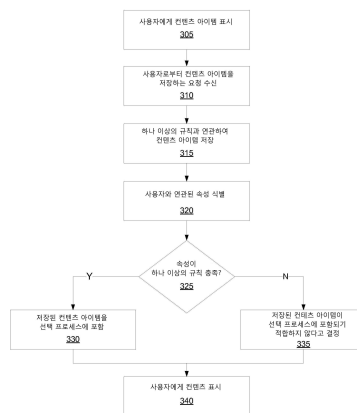 사용자에게 컨텐츠 아이템 표시
305
사용자로부터 컨텐츠 아이템을
저장하는 요청 수신
310
하나 이상의 규칙과 연관하여
컨텐츠 아이템 저장
315
사용자와 연관된 속성 식별
320
속성이
하나 이상의 규칙 충족?
325
Y
N
저장된 컨텐츠 아이템을
선택 프로세스에 포함
330
저장된 컨테츠 아이템이
선택 프로세스에 포함되기
적합하지 않다고 결정
335
사용자에게 컨텐츠 표시
340